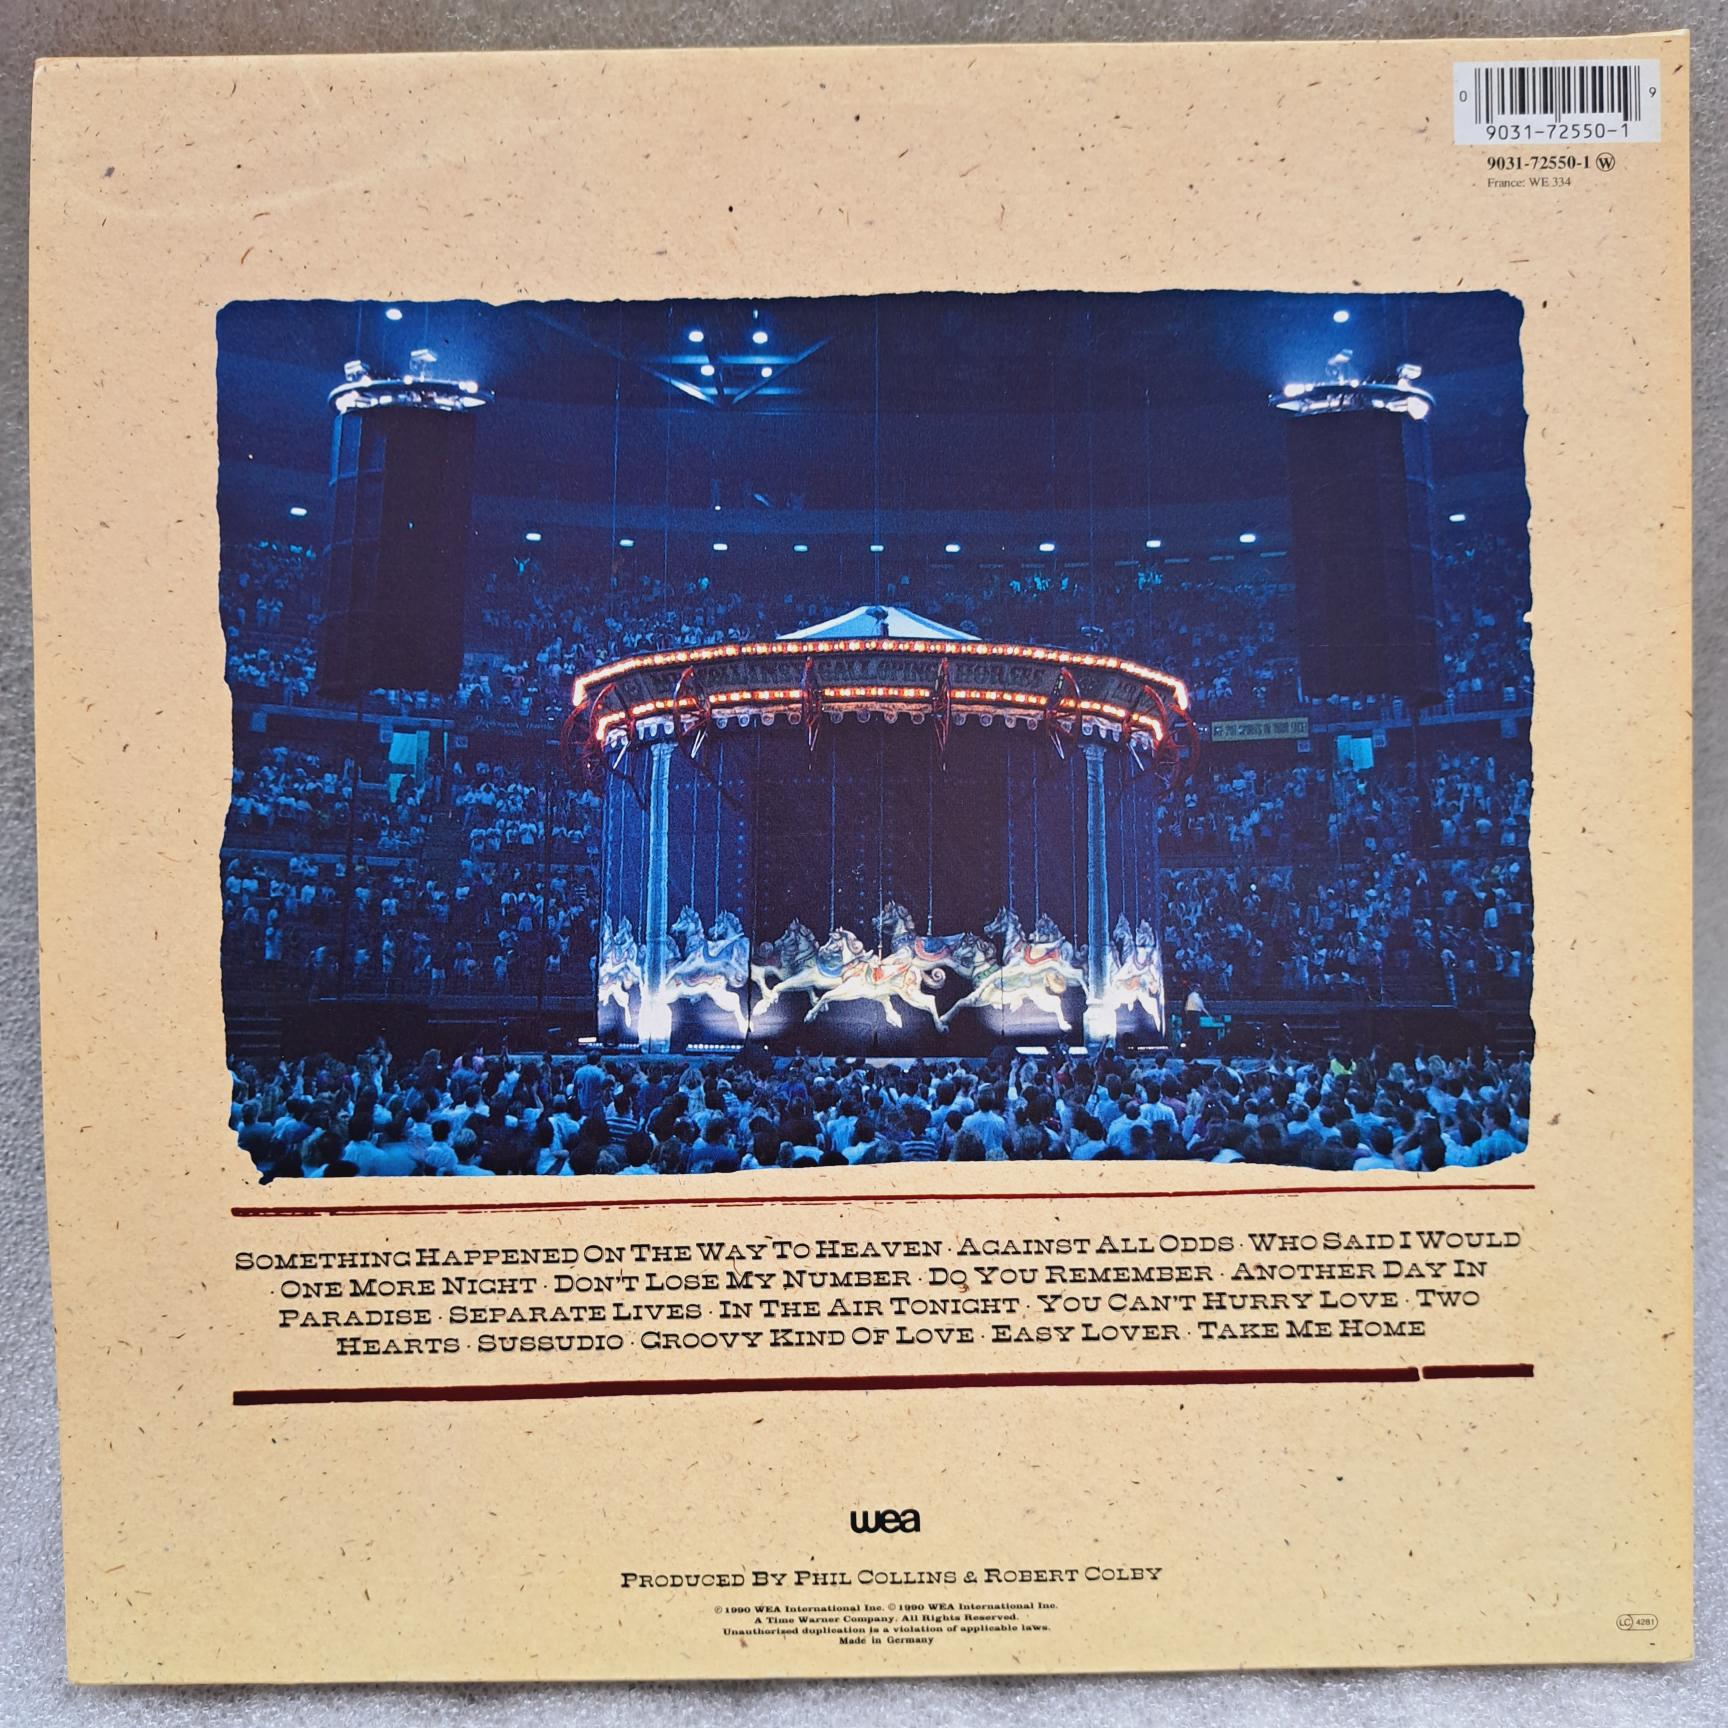 0 9
9031-72550-1
9031-72550-1 W
France: WE 334
SOMETHING HAPPENED ON THE WAY TO HEAVEN · AGAINST ALL ODDS · WHO SAID I WOULD
· ONE MORE NIGHT · DON'T LOSE MY NUMBER · DO YOU REMEMBER · ANOTHER DAY IN
PARADISE · SEPARATE LIVES · IN THE AIR TONIGHT · YOU CAN'T HURRY LOVE · TWO
HEARTS · SUSSUDIO · GROOVY KIND OF LOVE · EASY LOVER · TAKE ME HOME
wea
PRODUCED BY PHIL COLLINS & ROBERT COLBY
℗ 1990 WEA International Inc. © 1990 WEA International Inc.
A Time Warner Company. All Rights Reserved.
Unauthorized duplication is a violation of applicable laws.
Made in Germany
LC 4281